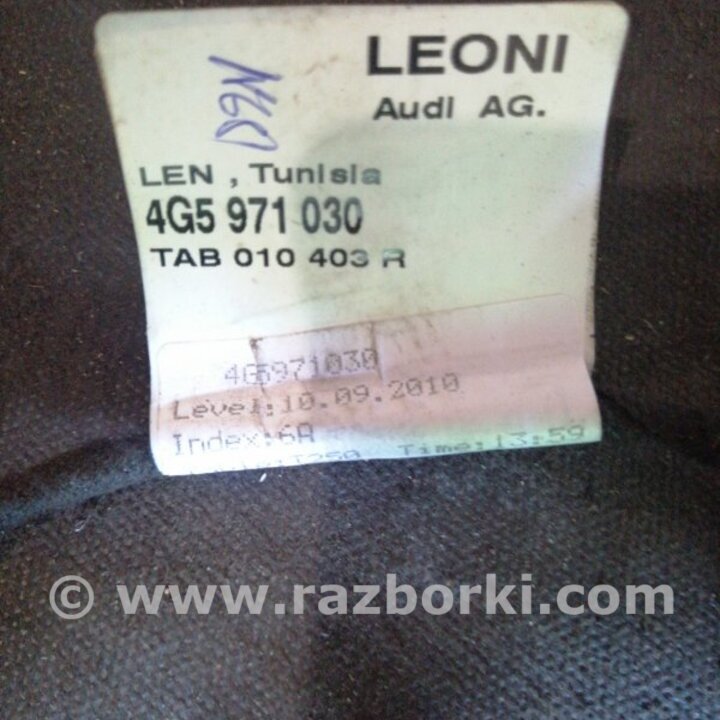 LEONI
Audi AG.
LEN , Tunisia
4G5 971 030
TAB 010 403 R
4G5971030
Level:10.09.2010
Index:6A
Time:13:59
© www.razborki.com